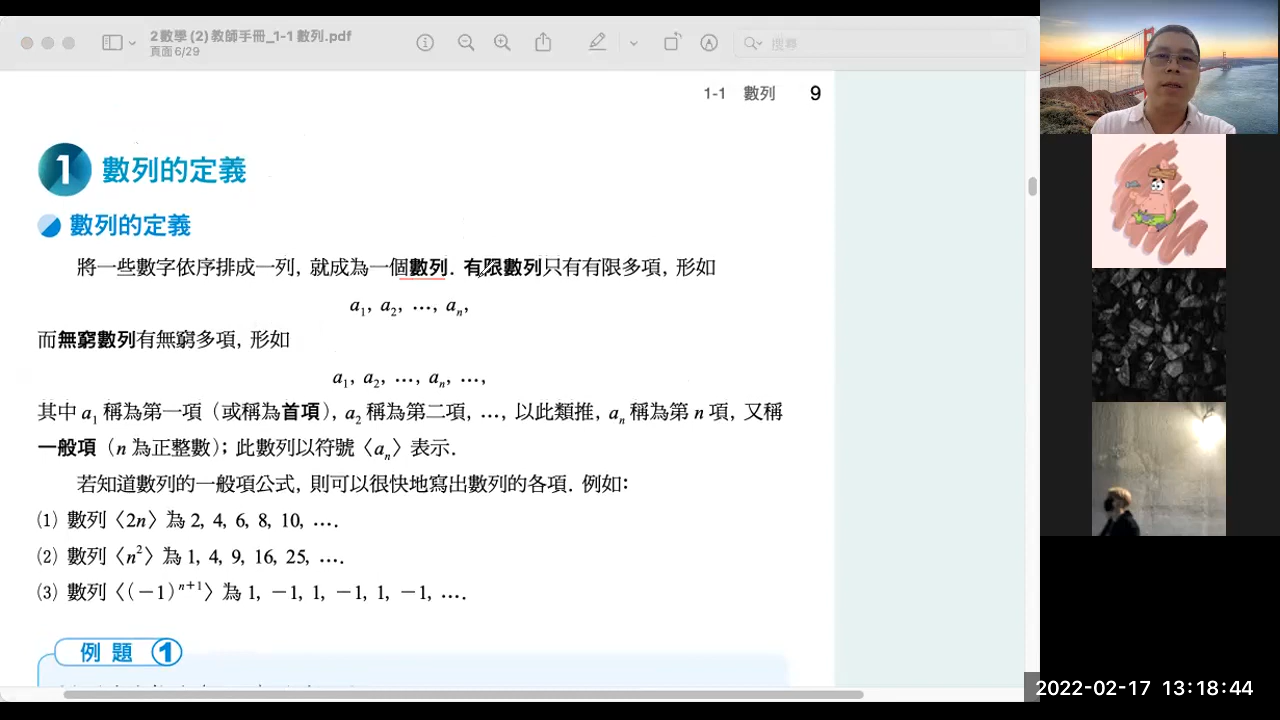 2數學(2)教師手冊_1-1 數列.pdf
頁面 6/29
搜尋
1-1 數列 9
1 數列的定義
數列的定義
將一些數字依序排成一列, 就成為一個數列. 有限數列只有有限多項, 形如
a₁, a₂, …, aₙ,
而無窮數列有無窮多項, 形如
a₁, a₂, …, aₙ, …,
其中 a₁ 稱為第一項（或稱為首項）, a₂ 稱為第二項, …, 以此類推, aₙ 稱為第 n 項, 又稱
一般項（n 為正整數）; 此數列以符號〈aₙ〉表示.
若知道數列的一般項公式, 則可以很快地寫出數列的各項. 例如:
(1) 數列〈2n〉為 2, 4, 6, 8, 10, ….
(2) 數列〈n²〉為 1, 4, 9, 16, 25, ….
(3) 數列〈(－1)ⁿ⁺¹〉為 1, －1, 1, －1, 1, －1, ….
例題 1
2022-02-17 13:18:44